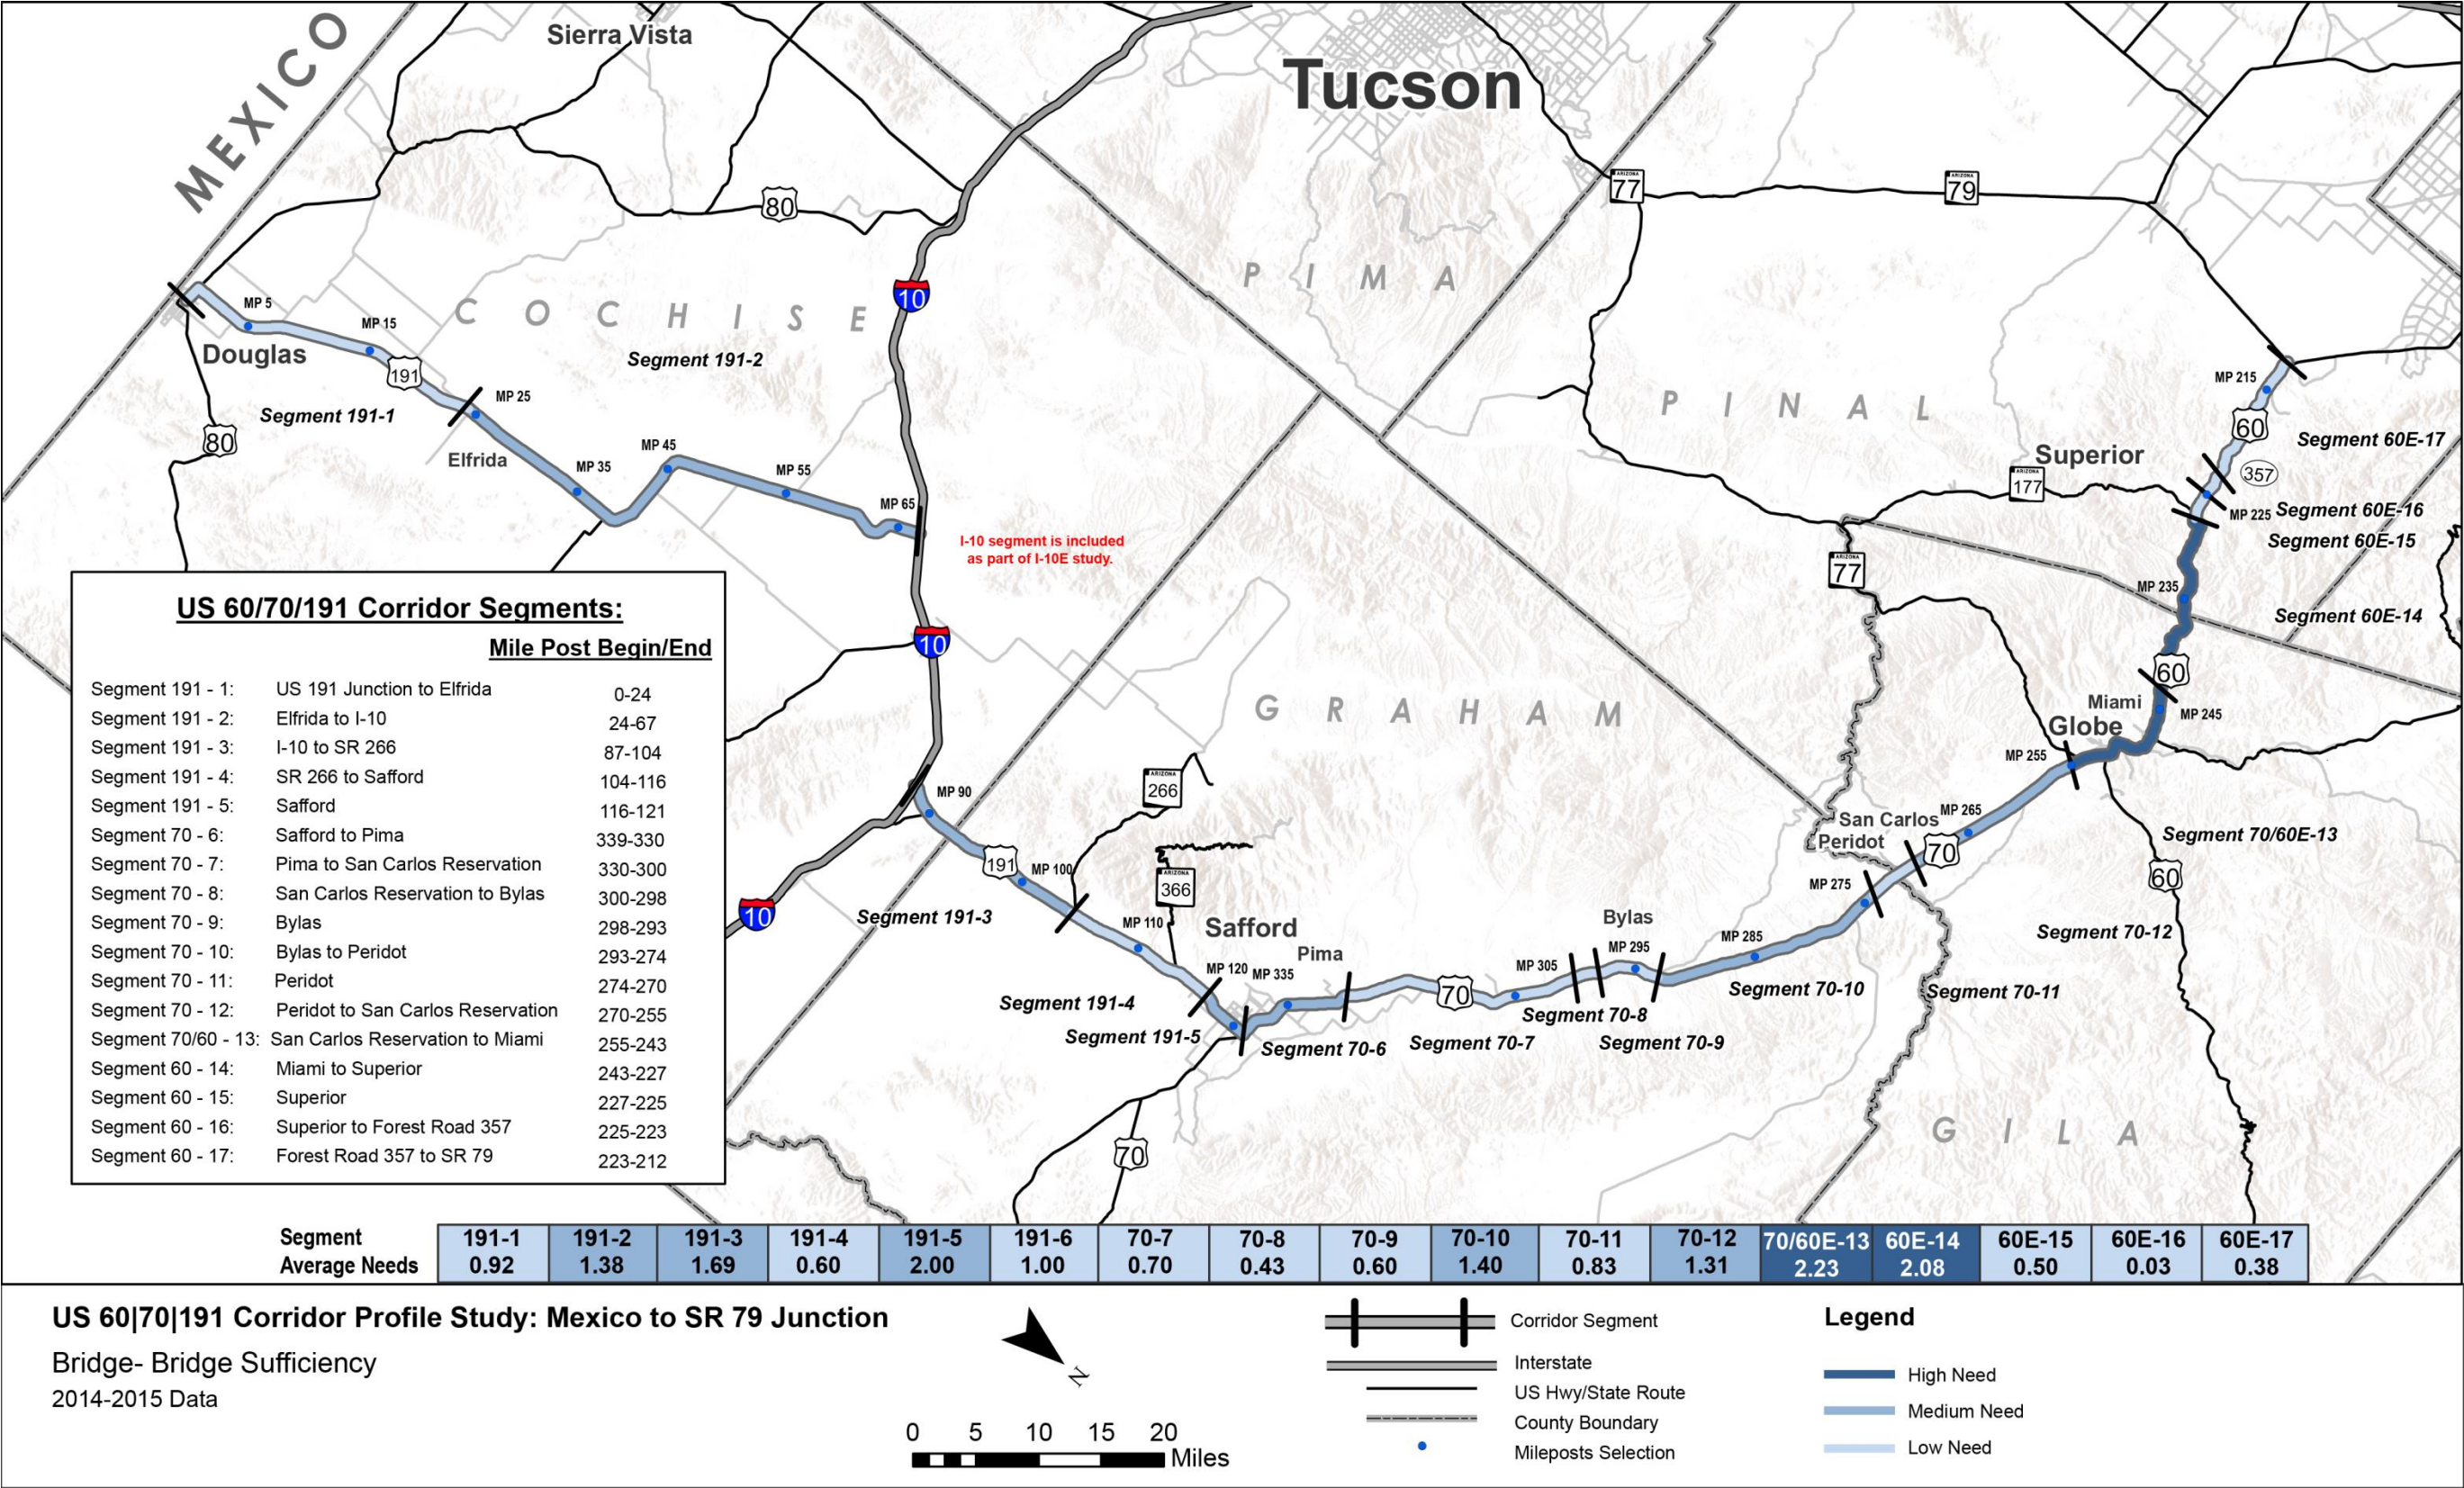 MEXICO
Sierra Vista
Tucson
80
77
ARIZONA
79
ARIZONA
10
COCHISE
PIMA
MP 5
MP 15
Douglas
191
Segment 191-2
Segment 191-1
MP 25
80
Elfrida
MP 35
MP 45
MP 55
MP 65
PINAL
MP 215
60
Segment 60E-17
Superior
ARIZONA
177
357
MP 225
Segment 60E-16
Segment 60E-15
I-10 segment is included
as part of I-10E study.
ARIZONA
77
MP 235
Segment 60E-14
10
60
Miami
Globe
MP 245
MP 255
GRAHAM
US 60/70/191 Corridor Segments:
Mile Post Begin/End
Segment 191 - 1: US 191 Junction to Elfrida 0-24
Segment 191 - 2: Elfrida to I-10 24-67
Segment 191 - 3: I-10 to SR 266 87-104
Segment 191 - 4: SR 266 to Safford 104-116
Segment 191 - 5: Safford 116-121
Segment 70 - 6: Safford to Pima 339-330
Segment 70 - 7: Pima to San Carlos Reservation 330-300
Segment 70 - 8: San Carlos Reservation to Bylas 300-298
Segment 70 - 9: Bylas 298-293
Segment 70 - 10: Bylas to Peridot 293-274
Segment 70 - 11: Peridot 274-270
Segment 70 - 12: Peridot to San Carlos Reservation 270-255
Segment 70/60 - 13: San Carlos Reservation to Miami 255-243
Segment 60 - 14: Miami to Superior 243-227
Segment 60 - 15: Superior 227-225
Segment 60 - 16: Superior to Forest Road 357 225-223
Segment 60 - 17: Forest Road 357 to SR 79 223-212
MP 90
ARIZONA
266
191
MP 100
ARIZONA
366
10
Segment 191-3
MP 110
Safford
Pima
Segment 191-4
MP 120
MP 335
Segment 191-5
Segment 70-6
70
70
MP 305
Bylas
MP 295
Segment 70-7
Segment 70-8
Segment 70-9
MP 285
Segment 70-10
MP 275
San Carlos
Peridot
MP 265
70
Segment 70-11
Segment 70-12
Segment 70/60E-13
60
GILA
Segment 191-1 191-2 191-3 191-4 191-5 191-6 70-7 70-8 70-9 70-10 70-11 70-12 70/60E-13 60E-14 60E-15 60E-16 60E-17
Average Needs 0.92 1.38 1.69 0.60 2.00 1.00 0.70 0.43 0.60 1.40 0.83 1.31 2.23 2.08 0.50 0.03 0.38
US 60|70|191 Corridor Profile Study: Mexico to SR 79 Junction
Bridge- Bridge Sufficiency
2014-2015 Data
N
0 5 10 15 20
Miles
Corridor Segment
Interstate
US Hwy/State Route
County Boundary
Mileposts Selection
Legend
High Need
Medium Need
Low Need